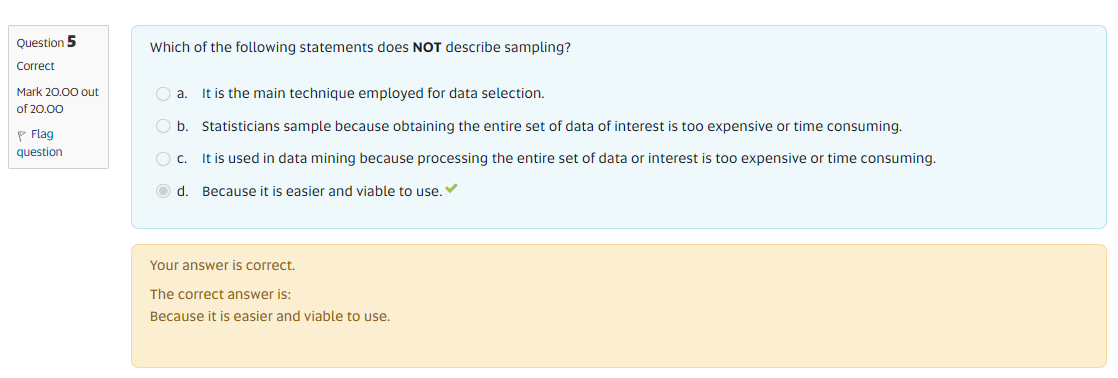 Question 5
Correct
Mark 20.00 out
of 20.00
Flag
question
Which of the following statements does NOT describe sampling?
a. It is the main technique employed for data selection.
b. Statisticians sample because obtaining the entire set of data of interest is too expensive or time consuming.
c. It is used in data mining because processing the entire set of data or interest is too expensive or time consuming.
d. Because it is easier and viable to use.
Your answer is correct.
The correct answer is:
Because it is easier and viable to use.